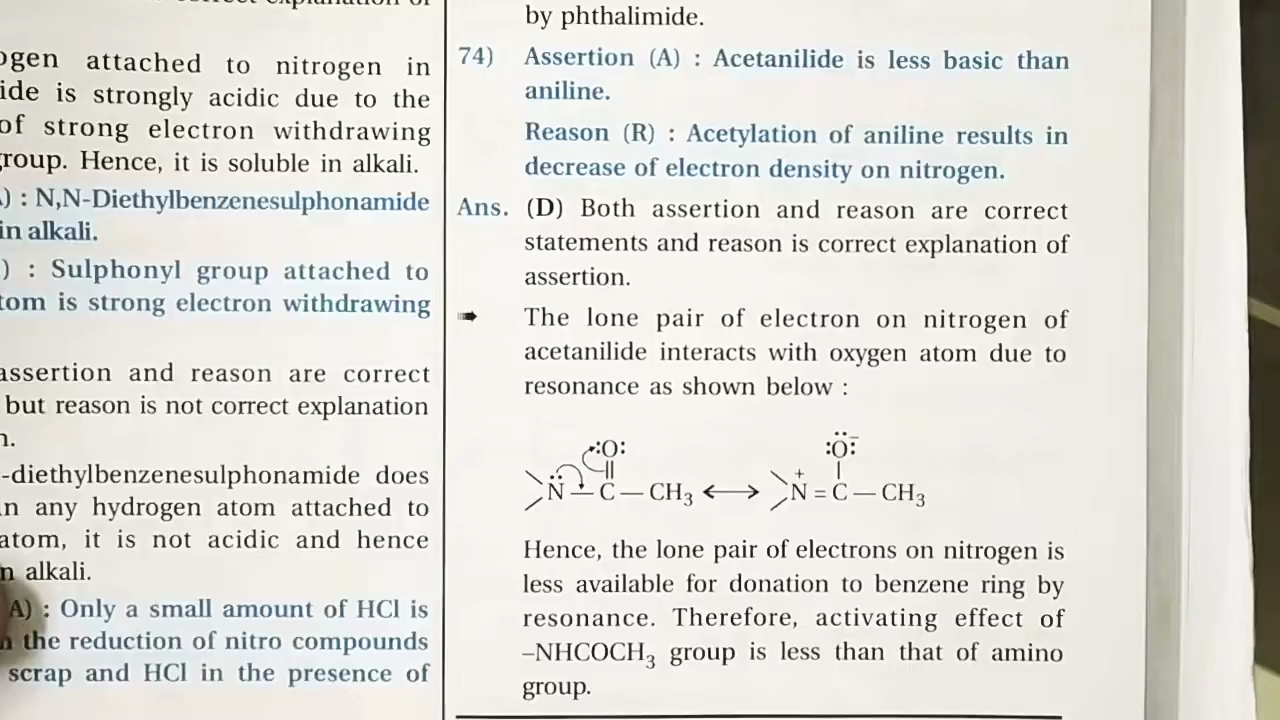 ogen attached to nitrogen in
ide is strongly acidic due to the
of strong electron withdrawing
group. Hence, it is soluble in alkali.
) : N,N-Diethylbenzenesulphonamide
in alkali.
) : Sulphonyl group attached to
tom is strong electron withdrawing
assertion and reason are correct
but reason is not correct explanation
n.
-diethylbenzenesulphonamide does
n any hydrogen atom attached to
atom, it is not acidic and hence
n alkali.
A) : Only a small amount of HCl is
the reduction of nitro compounds
scrap and HCl in the presence of
by phthalimide.
74) Assertion (A) : Acetanilide is less basic than
aniline.
Reason (R) : Acetylation of aniline results in
decrease of electron density on nitrogen.
Ans. (D) Both assertion and reason are correct
statements and reason is correct explanation of
assertion.
➠ The lone pair of electron on nitrogen of
acetanilide interacts with oxygen atom due to
resonance as shown below :
:O: :Ö:⁻
N̈ — C — CH₃ ⟷ N⁺ = C — CH₃
Hence, the lone pair of electrons on nitrogen is
less available for donation to benzene ring by
resonance. Therefore, activating effect of
–NHCOCH₃ group is less than that of amino
group.